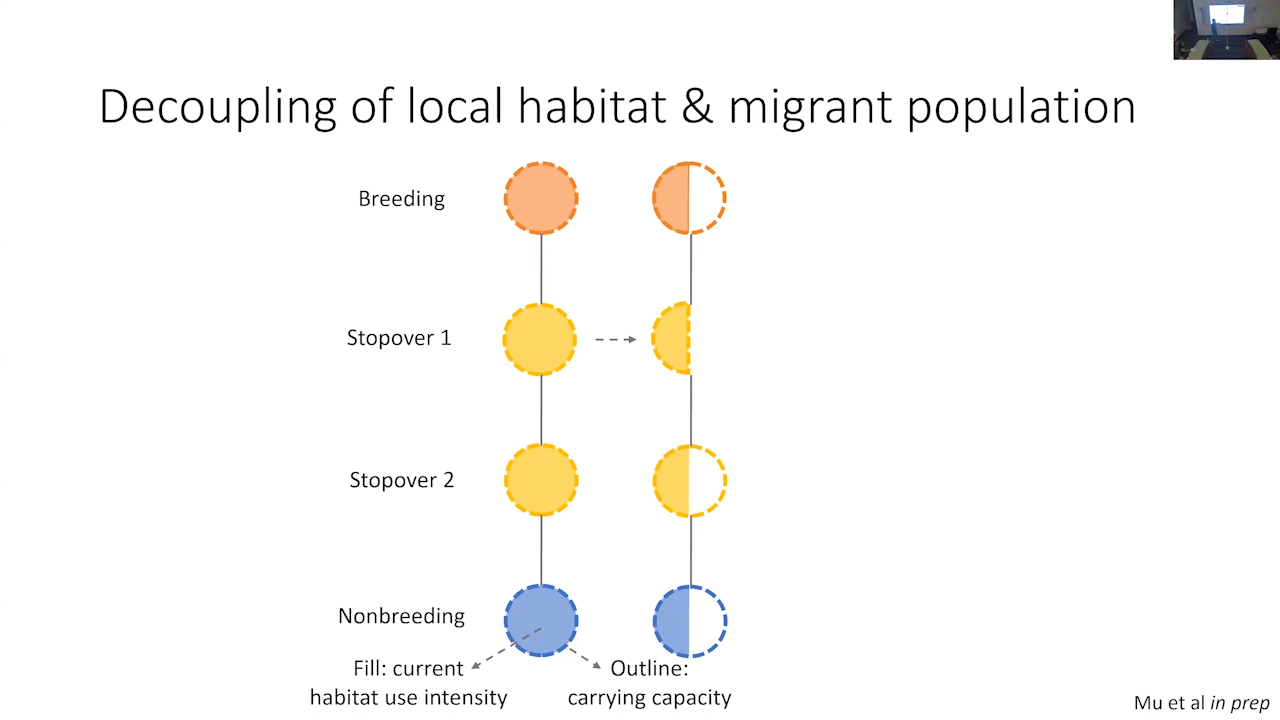 Decoupling of local habitat & migrant population
Breeding
Stopover 1
Stopover 2
Nonbreeding
Fill: current
habitat use intensity
Outline:
carrying capacity
Mu et al in prep